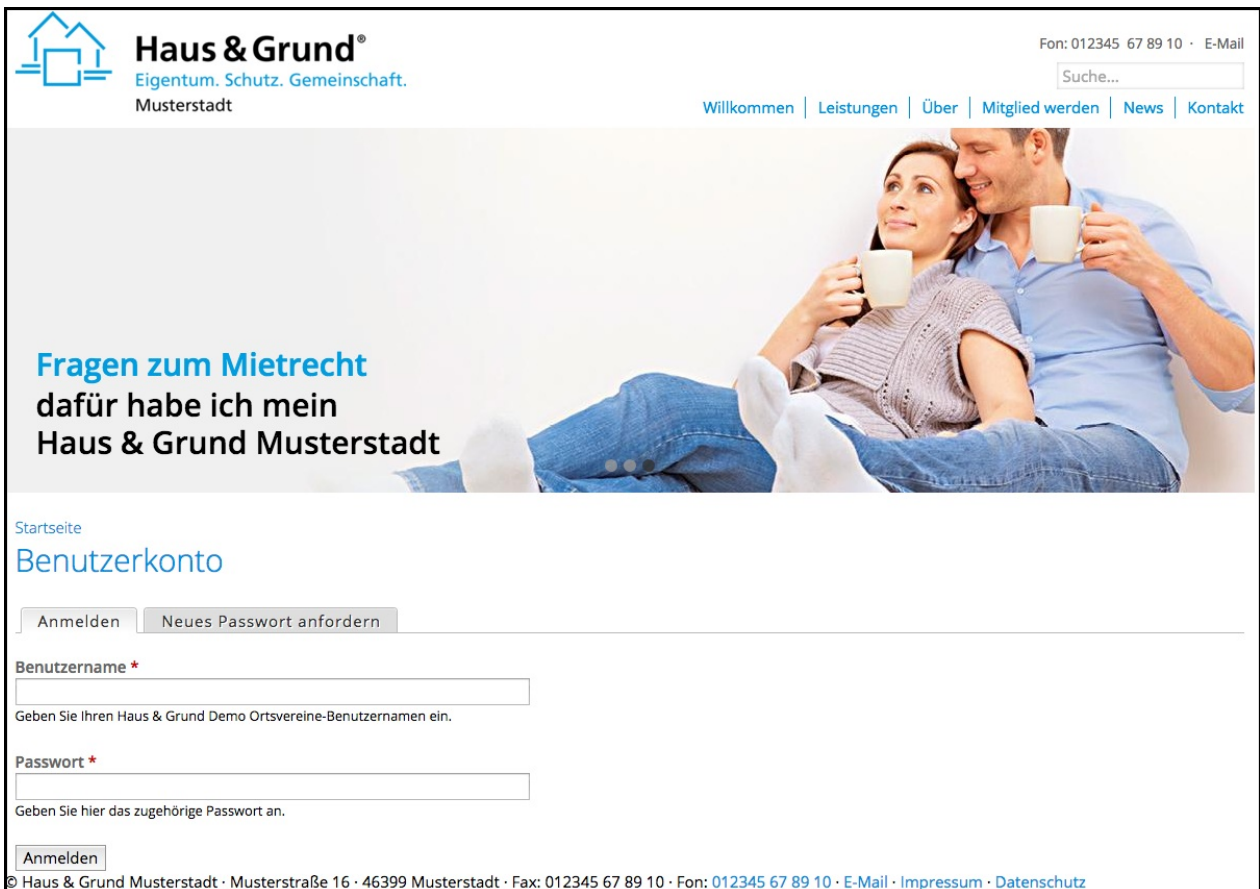 Haus & Grund®
Eigentum. Schutz. Gemeinschaft.
Musterstadt
Fon: 012345 67 89 10 · E-Mail
Suche...
Willkommen | Leistungen | Über | Mitglied werden | News | Kontakt
Fragen zum Mietrecht
dafür habe ich mein
Haus & Grund Musterstadt
Startseite
Benutzerkonto
Anmelden Neues Passwort anfordern
Benutzername *
Geben Sie Ihren Haus & Grund Demo Ortsvereine-Benutzernamen ein.
Passwort *
Geben Sie hier das zugehörige Passwort an.
Anmelden
© Haus & Grund Musterstadt · Musterstraße 16 · 46399 Musterstadt · Fax: 012345 67 89 10 · Fon: 012345 67 89 10 · E-Mail · Impressum · Datenschutz